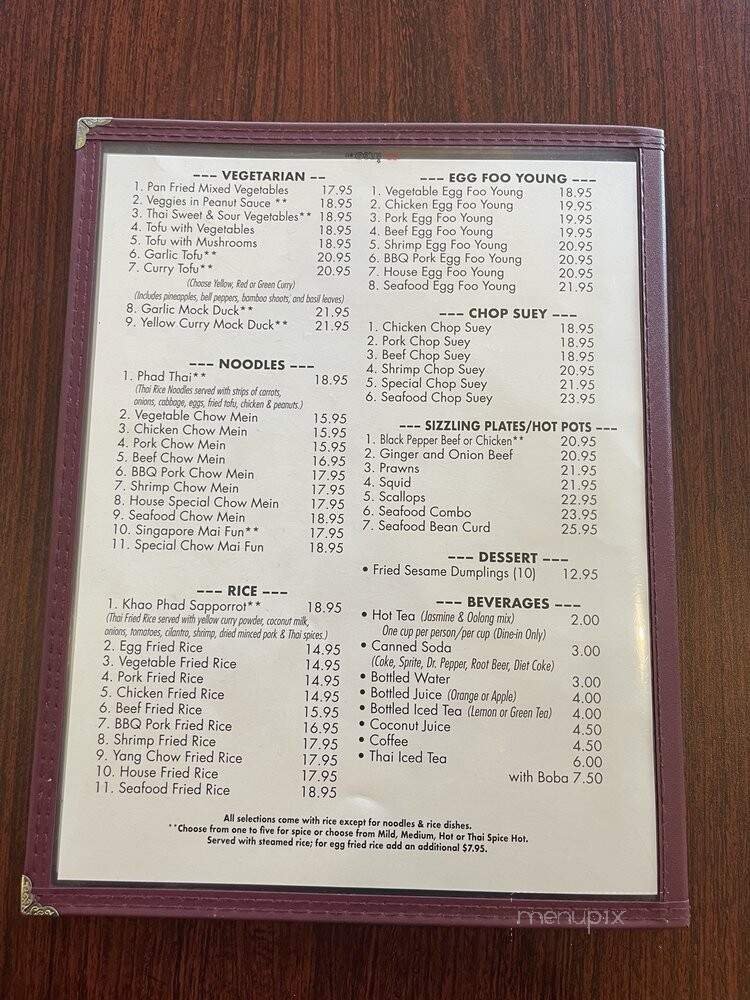 --- VEGETARIAN --
1. Pan Fried Mixed Vegetables 17.95
2. Veggies in Peanut Sauce ** 18.95
3. Thai Sweet & Sour Vegetables** 18.95
4. Tofu with Vegetables 18.95
5. Tofu with Mushrooms 18.95
6. Garlic Tofu** 20.95
7. Curry Tofu** 20.95
(Choose Yellow, Red or Green Curry)
(Includes pineapples, bell peppers, bamboo shoots, and basil leaves)
8. Garlic Mock Duck** 21.95
9. Yellow Curry Mock Duck** 21.95
--- NOODLES ---
1. Phad Thai** 18.95
(Thai Rice Noodles served with strips of carrots,
onions, cabbage, eggs, fried tofu, chicken & peanuts.)
2. Vegetable Chow Mein 15.95
3. Chicken Chow Mein 15.95
4. Pork Chow Mein 15.95
5. Beef Chow Mein 16.95
6. BBQ Pork Chow Mein 17.95
7. Shrimp Chow Mein 17.95
8. House Special Chow Mein 17.95
9. Seafood Chow Mein 18.95
10. Singapore Mai Fun** 17.95
11. Special Chow Mai Fun 18.95
--- RICE ---
1. Khao Phad Sapporrot** 18.95
(Thai Fried Rice served with yellow curry powder, coconut milk,
onions, tomatoes, cilantro, shrimp, dried minced pork & Thai spices.)
2. Egg Fried Rice 14.95
3. Vegetable Fried Rice 14.95
4. Pork Fried Rice 14.95
5. Chicken Fried Rice 14.95
6. Beef Fried Rice 15.95
7. BBQ Pork Fried Rice 16.95
8. Shrimp Fried Rice 17.95
9. Yang Chow Fried Rice 17.95
10. House Fried Rice 17.95
11. Seafood Fried Rice 18.95
--- EGG FOO YOUNG ---
1. Vegetable Egg Foo Young 18.95
2. Chicken Egg Foo Young 19.95
3. Pork Egg Foo Young 19.95
4. Beef Egg Foo Young 19.95
5. Shrimp Egg Foo Young 20.95
6. BBQ Pork Egg Foo Young 20.95
7. House Egg Foo Young 20.95
8. Seafood Egg Foo Young 21.95
--- CHOP SUEY ---
1. Chicken Chop Suey 18.95
2. Pork Chop Suey 18.95
3. Beef Chop Suey 18.95
4. Shrimp Chop Suey 20.95
5. Special Chop Suey 21.95
6. Seafood Chop Suey 23.95
--- SIZZLING PLATES/HOT POTS ---
1. Black Pepper Beef or Chicken** 20.95
2. Ginger and Onion Beef 20.95
3. Prawns 21.95
4. Squid 21.95
5. Scallops 22.95
6. Seafood Combo 23.95
7. Seafood Bean Curd 25.95
--- DESSERT ---
• Fried Sesame Dumplings (10) 12.95
--- BEVERAGES ---
• Hot Tea (Jasmine & Oolong mix) 2.00
One cup per person/per cup (Dine-in Only)
• Canned Soda 3.00
(Coke, Sprite, Dr. Pepper, Root Beer, Diet Coke)
• Bottled Water 3.00
• Bottled Juice (Orange or Apple) 4.00
• Bottled Iced Tea (Lemon or Green Tea) 4.00
• Coconut Juice 4.50
• Coffee 4.50
• Thai Iced Tea 6.00
with Boba 7.50
All selections come with rice except for noodles & rice dishes.
**Choose from one to five for spice or choose from Mild, Medium, Hot or Thai Spice Hot.
Served with steamed rice; for egg fried rice add an additional $7.95.
menupix